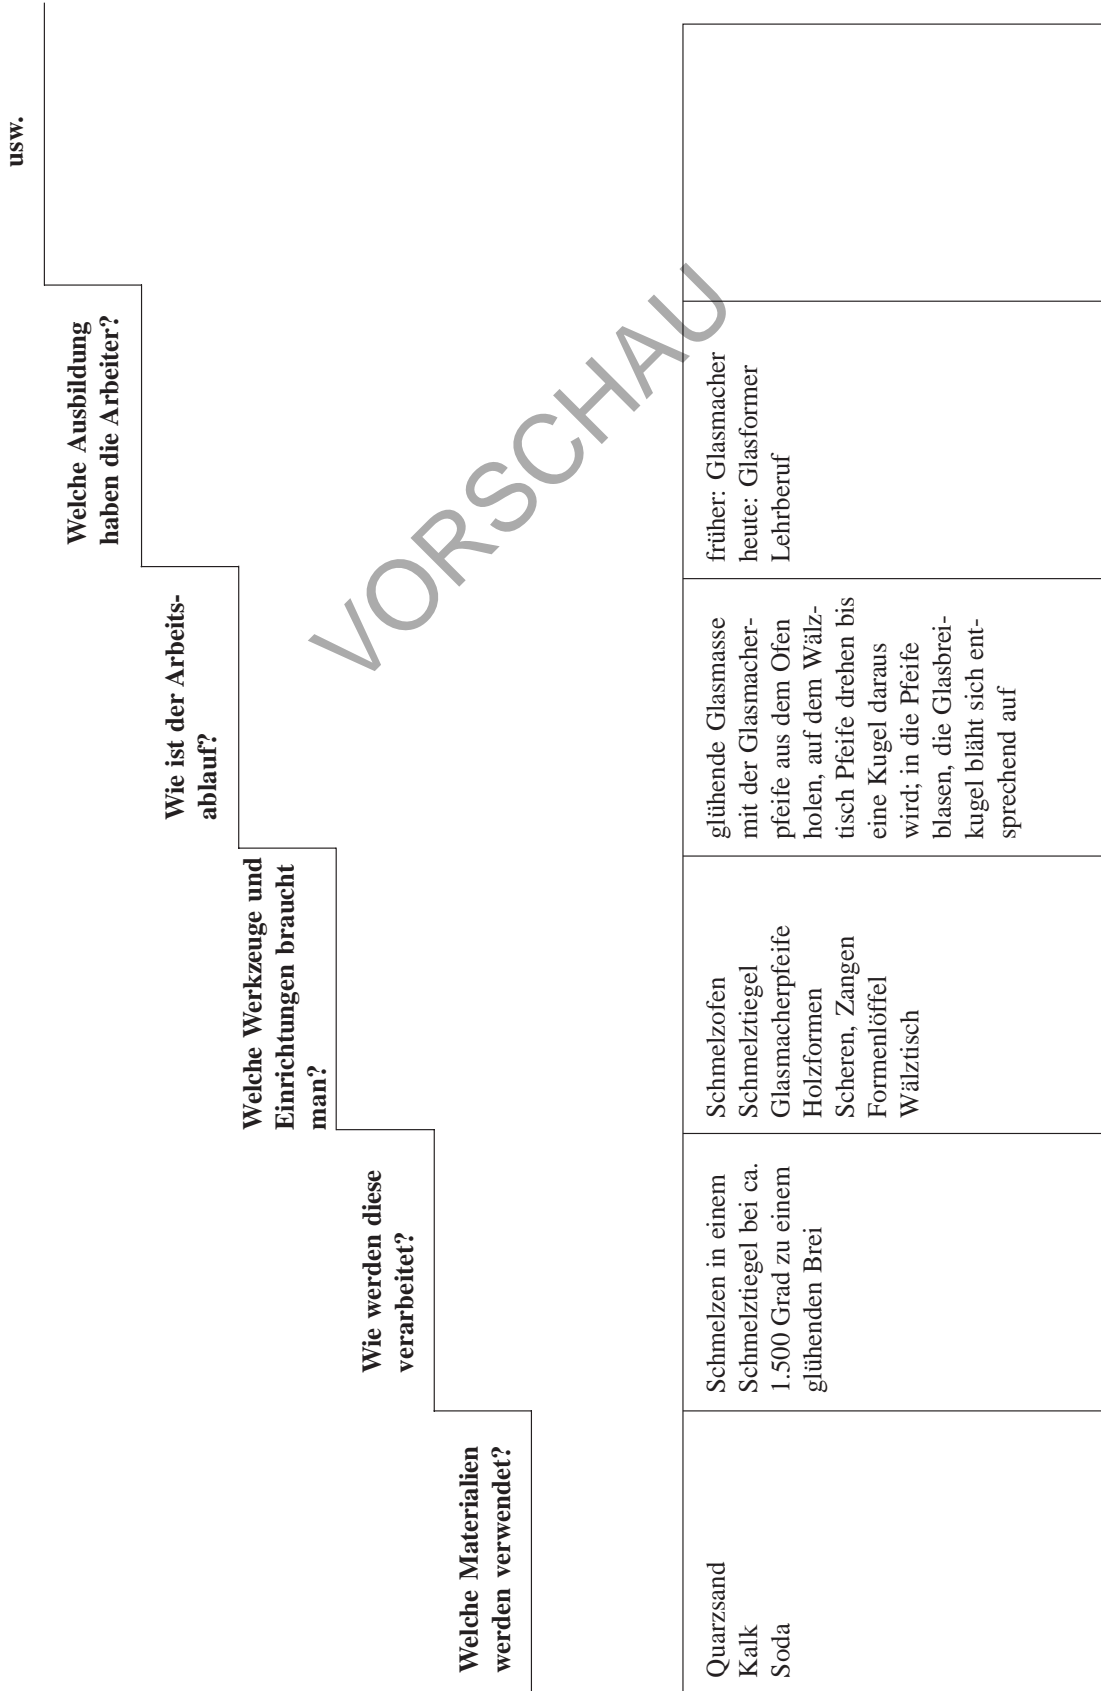 Welche Materialien
werden verwendet?
Wie werden diese
verarbeitet?
Welche Werkzeuge und
Einrichtungen braucht
man?
Wie ist der Arbeits-
ablauf?
Welche Ausbildung
haben die Arbeiter?
usw.
Quarzsand
Kalk
Soda
Schmelzen in einem
Schmelztiegel bei ca.
1.500 Grad zu einem
glühenden Brei
Schmelzofen
Schmelztiegel
Glasmacherpfeife
Holzformen
Scheren, Zangen
Formenlöffel
Wälztisch
glühende Glasmasse
mit der Glasmacher-
pfeife aus dem Ofen
holen, auf dem Wälz-
tisch Pfeife drehen bis
eine Kugel daraus
wird; in die Pfeife
blasen, die Glasbrei-
kugel bläht sich ent-
sprechend auf
früher: Glasmacher
heute: Glasformer
Lehrberuf
VORSCHAU